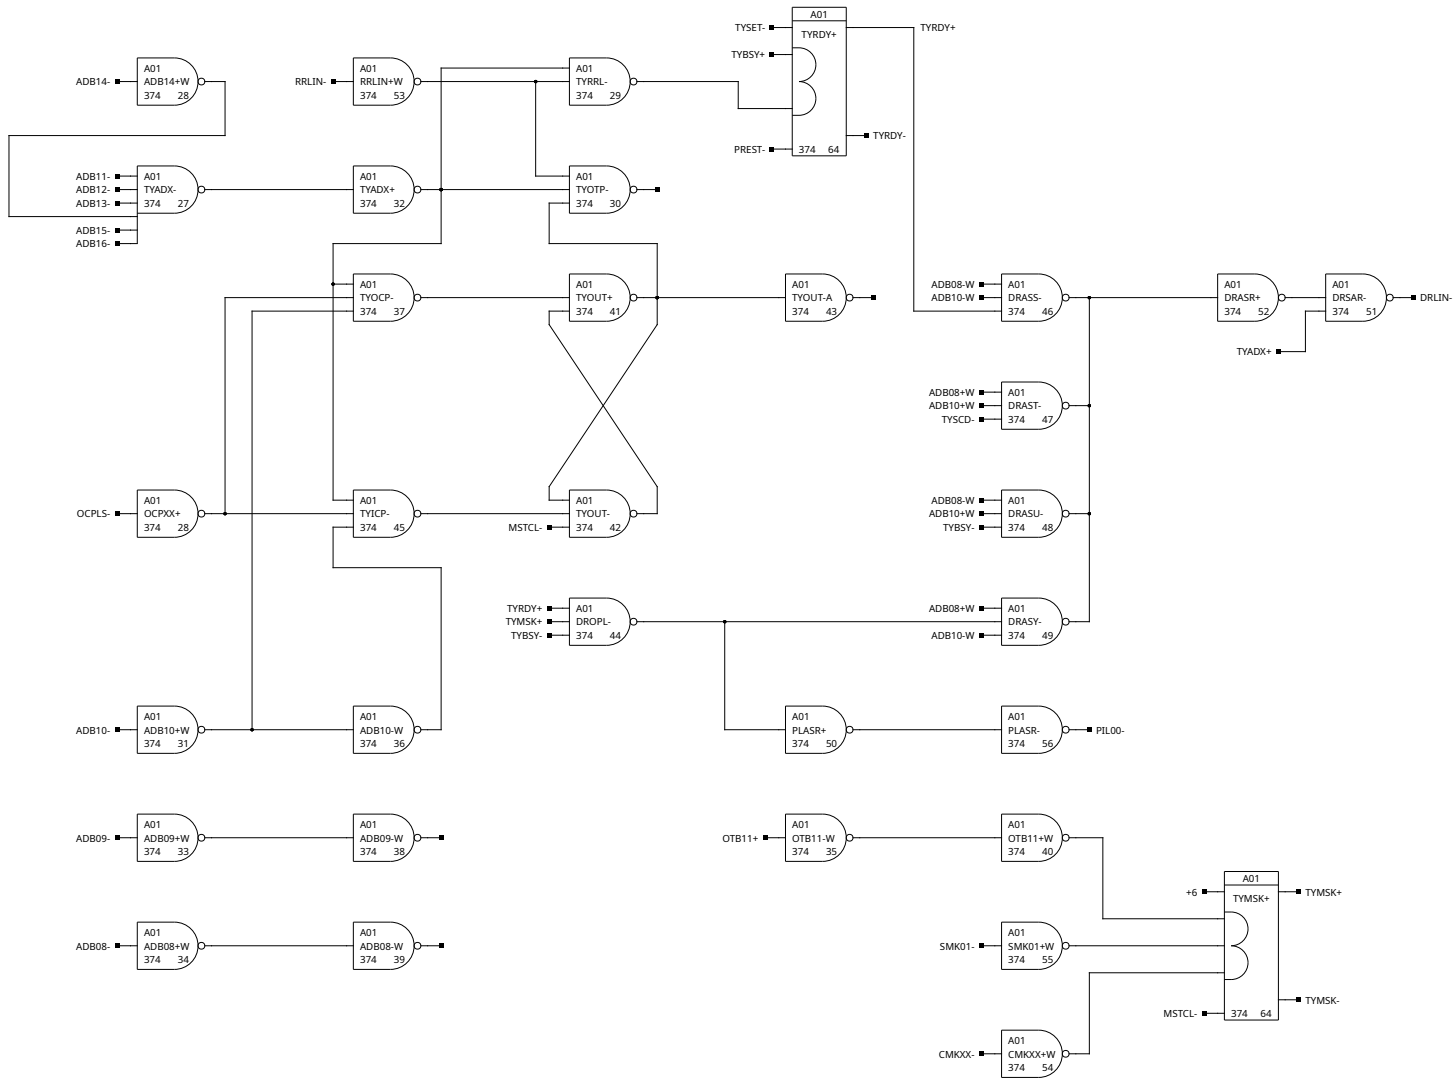 A01
TYSET-
TYRDY+
TYRDY+
TYBSY+
ADB14-
A01
ADB14+W
374 28
RRLIN-
A01
RRLIN+W
374 53
A01
TYRRL-
374 29
TYRDY-
PREST-
374 64
ADB11-
ADB12-
ADB13-
ADB15-
ADB16-
A01
TYADX-
374 27
A01
TYADX+
374 32
A01
TYOTP-
374 30
A01
TYOCP-
374 37
A01
TYOUT+
374 41
A01
TYOUT-A
374 43
ADB08-W
ADB10-W
A01
DRASS-
374 46
A01
DRASR+
374 52
A01
DRSAR-
374 51
DRLIN-
TYADX+
ADB08+W
ADB10+W
TYSCD-
A01
DRAST-
374 47
OCPLS-
A01
OCPXX+
374 28
A01
TYICP-
374 45
MSTCL-
A01
TYOUT-
374 42
ADB08-W
ADB10+W
TYBSY-
A01
DRASU-
374 48
TYRDY+
TYMSK+
TYBSY-
A01
DROPL-
374 44
ADB08+W
ADB10-W
A01
DRASY-
374 49
ADB10-
A01
ADB10+W
374 31
A01
ADB10-W
374 36
A01
PLASR+
374 50
A01
PLASR-
374 56
PIL00-
ADB09-
A01
ADB09+W
374 33
A01
ADB09-W
374 38
OTB11+
A01
OTB11-W
374 35
A01
OTB11+W
374 40
A01
+6
TYMSK+
TYMSK+
ADB08-
A01
ADB08+W
374 34
A01
ADB08-W
374 39
SMK01-
A01
SMK01+W
374 55
TYMSK-
MSTCL-
374 64
CMKXX-
A01
CMKXX+W
374 54